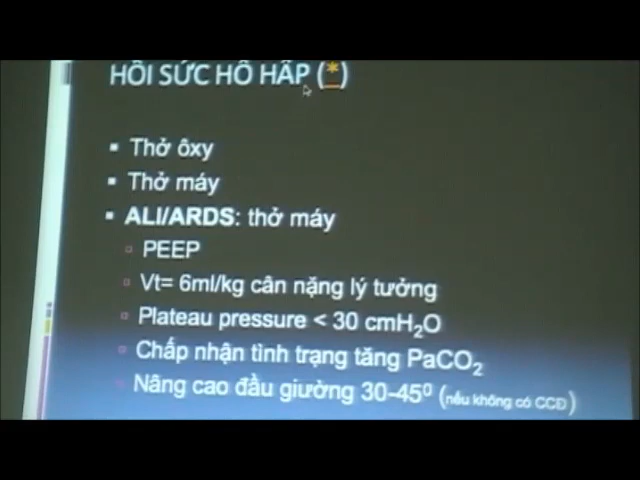 HỒI SỨC HÔ HẤP (*)
▪ Thở ôxy
▪ Thở máy
▪ ALI/ARDS: thở máy
▫ PEEP
▫ Vt= 6ml/kg cân nặng lý tưởng
▫ Plateau pressure < 30 cmH₂O
▫ Chấp nhận tình trạng tăng PaCO₂
▫ Nâng cao đầu giường 30-45⁰ (nếu không có CCĐ)